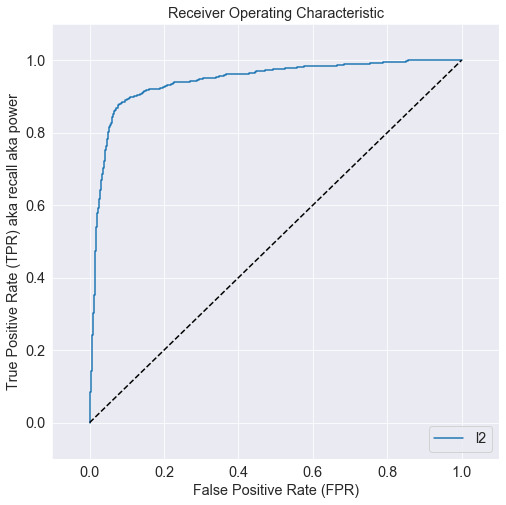 Receiver Operating Characteristic
True Positive Rate (TPR) aka recall aka power
1.0
0.8
0.6
0.4
0.2
0.0
l2
0.0 0.2 0.4 0.6 0.8 1.0
False Positive Rate (FPR)